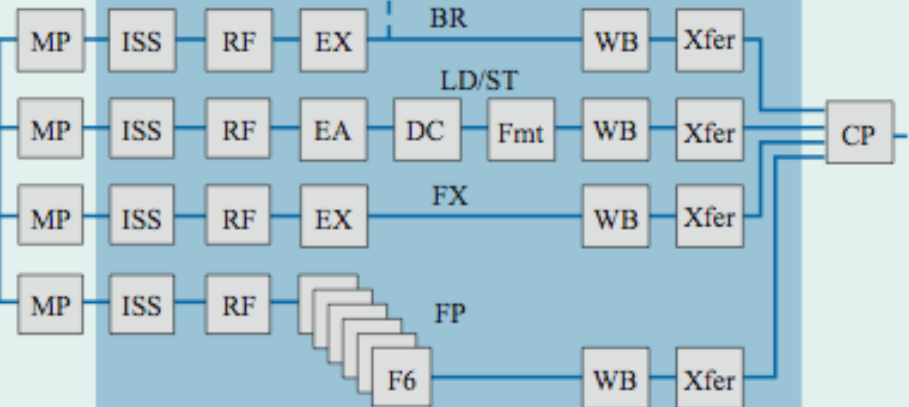 BR
MP ISS RF EX WB Xfer
LD/ST
MP ISS RF EA DC Fmt WB Xfer CP
FX
MP ISS RF EX WB Xfer
MP ISS RF FP
F6 WB Xfer